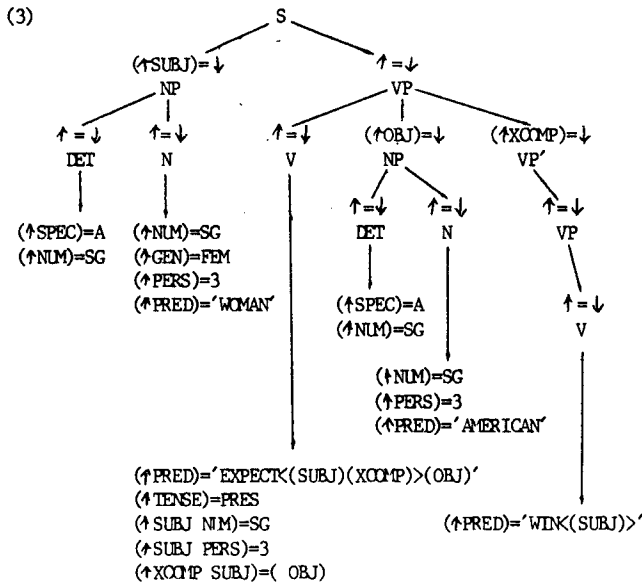 (3)
S
(↑SUBJ)=↓ ↑=↓
NP VP
↑=↓ ↑=↓ ↑=↓ (↑OBJ)=↓ (↑XCOMP)=↓
DET N V NP VP′
↑=↓ ↑=↓ ↑=↓
(↑SPEC)=A (↑NUM)=SG DET N VP
(↑NUM)=SG (↑GEN)=FEM
(↑PERS)=3 ↑=↓
(↑PRED)='WOMAN' (↑SPEC)=A V
(↑NUM)=SG
(↑NUM)=SG
(↑PERS)=3
(↑PRED)='AMERICAN'
(↑PRED)='EXPECT<(SUBJ)(XCOMP)>(OBJ)'
(↑TENSE)=PRES
(↑SUBJ NUM)=SG (↑PRED)='WIN<(SUBJ)>'
(↑SUBJ PERS)=3
(↑XCOMP SUBJ)=( OBJ)